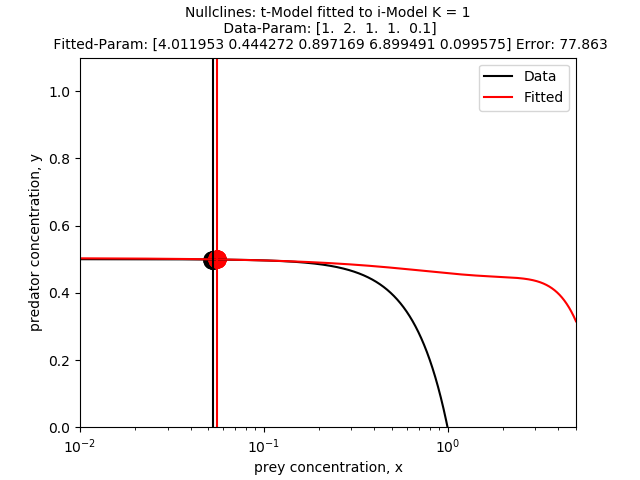 Nullclines: t-Model fitted to i-Model K = 1
Data-Param: [1.  2.  1.  1.  0.1]
Fitted-Param: [4.011953 0.444272 0.897169 6.899491 0.099575] Error: 77.863
Data
Fitted
1.0
0.8
0.6
0.4
0.2
0.0
predator concentration, y
10⁻²
10⁻¹
10⁰
prey concentration, x